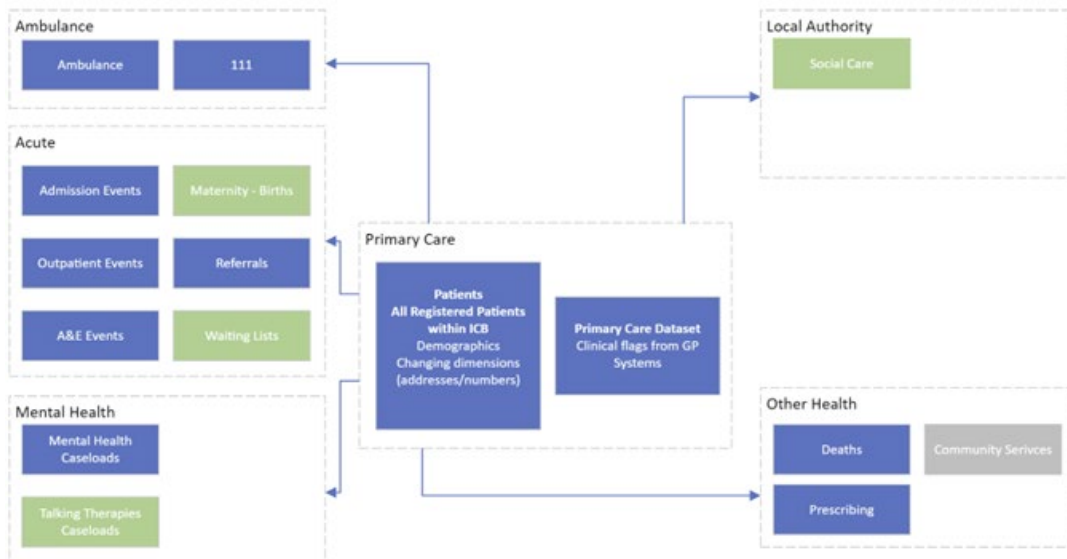 Ambulance
Ambulance
111
Acute
Admission Events
Maternity - Births
Outpatient Events
Referrals
A&E Events
Waiting Lists
Mental Health
Mental Health
Caseloads
Talking Therapies
Caseloads
Primary Care
Patients
All Registered Patients
within ICB
Demographics
Changing dimensions
(addresses/numbers)
Primary Care Dataset
Clinical flags from GP
Systems
Local Authority
Social Care
Other Health
Deaths
Community Serivces
Prescribing